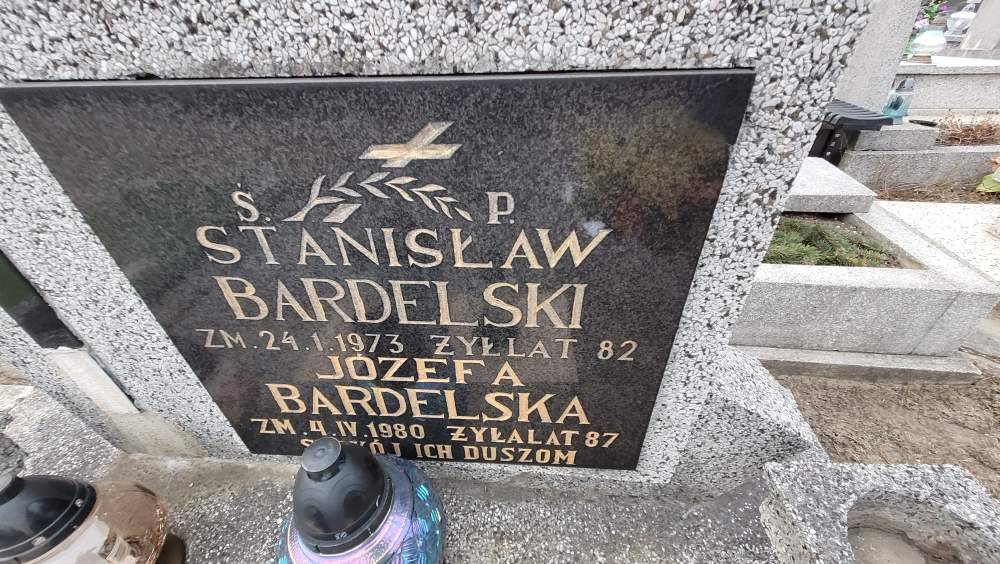 Ś. P.
STANISŁAW
BARDELSKI
ZM. 24.I.1973 ŻYŁ LAT 82
JÓZEFA
BARDELSKA
ZM. 4.IV.1980 ŻYŁA LAT 87
ICH DUSZOM